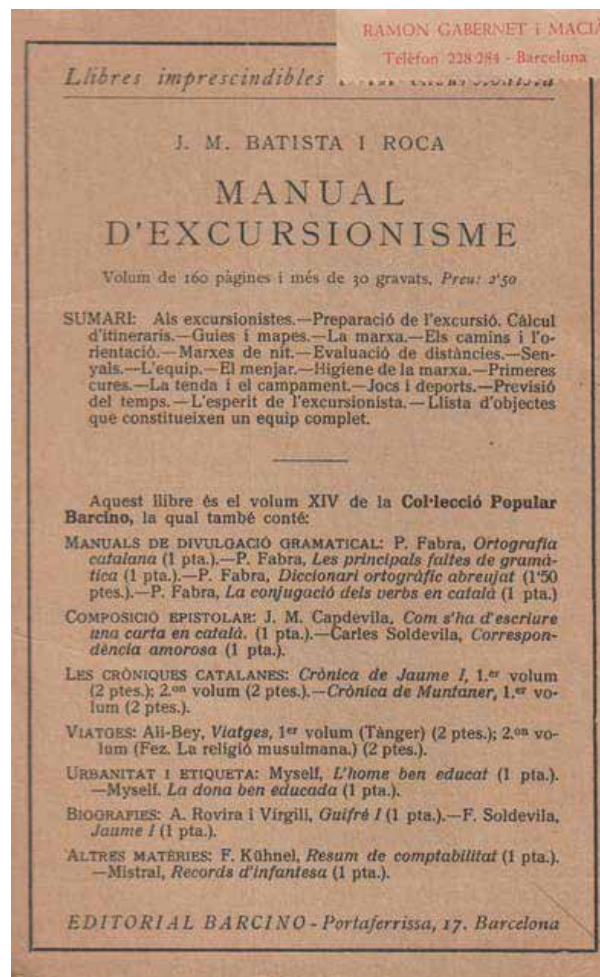 RAMON GABERNET i MACIÀ
Telèfon 228-284 - Barcelona
Llibres imprescindibles
J. M. BATISTA I ROCA
MANUAL
D'EXCURSIONISME
Volum de 160 pàgines i més de 30 gravats. Preu: 2'50
SUMARI: Als excursionistes.—Preparació de l'excursió. Càlcul
d'itineraris.—Guies i mapes.—La marxa.—Els camins i l'o-
rientació.—Marxes de nit.—Evaluació de distàncies.—Sen-
yals.—L'equip.—El menjar.—Higiene de la marxa.—Primeres
cures.—La tenda i el campament.—Jocs i deports.—Previsió
del temps.—L'esperit de l'excursionista.—Llista d'objectes
que constitueixen un equip complet.
Aquest llibre és el volum XIV de la Col·lecció Popular
Barcino, la qual també conté:
MANUALS DE DIVULGACIÓ GRAMATICAL: P. Fabra, Ortografia
catalana (1 pta.).—P. Fabra, Les principals faltes de gramà-
tica (1 pta.).—P. Fabra, Diccionari ortogràfic abreujat (1'50
ptes.).—P. Fabra, La conjugació dels verbs en català (1 pta.)
COMPOSICIÓ EPISTOLAR: J. M. Capdevila, Com s'ha d'escriure
una carta en català. (1 pta.).—Carles Soldevila, Correspon-
dència amorosa (1 pta.).
LES CRÒNIQUES CATALANES: Crònica de Jaume I, 1.er volum
(2 ptes.); 2.on volum (2 ptes.).—Crònica de Muntaner, 1.er vo-
lum (2 ptes.).
VIATGES: Ali-Bey, Viatges, 1er volum (Tànger) (2 ptes.); 2.on vo-
lum (Fez. La religió musulmana.) (2 ptes.).
URBANITAT I ETIQUETA: Myself, L'home ben educat (1 pta.).
—Myself. La dona ben educada (1 pta.).
BIOGRAFIES: A. Rovira i Virgili, Guifré I (1 pta.).—F. Soldevila,
Jaume I (1 pta.).
ALTRES MATÈRIES: F. Kühnel, Resum de comptabilitat (1 pta.).
—Mistral, Records d'infantesa (1 pta.).
EDITORIAL BARCINO - Portaferrissa, 17. Barcelona